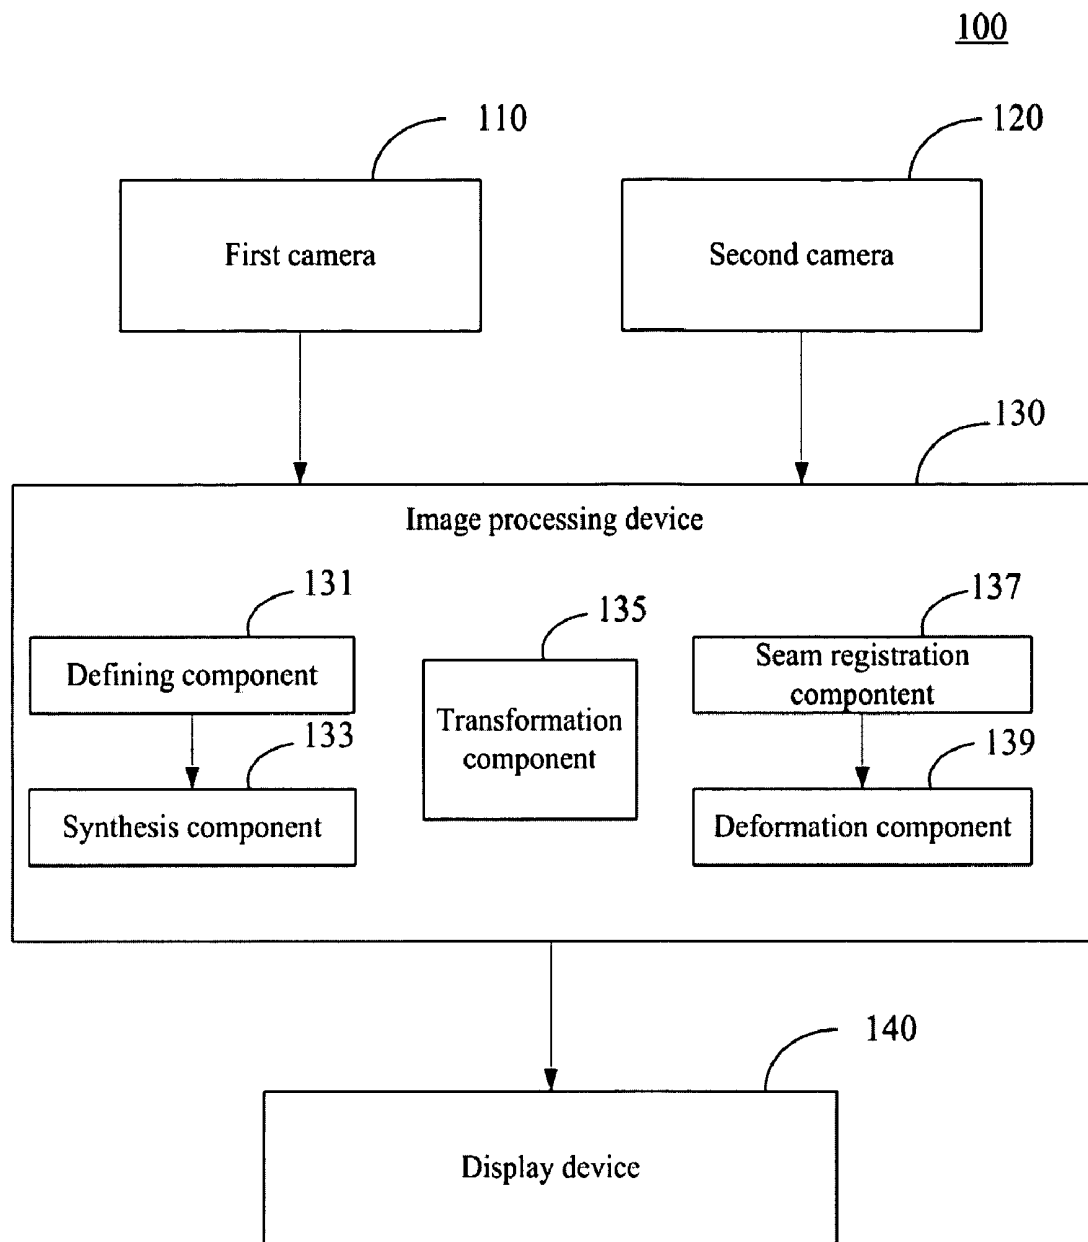 100
110
120
First camera
Second camera
130
Image processing device
131
135
137
Defining component
Seam registration
compontent
Transformation
component
133
139
Synthesis component
Deformation component
140
Display device